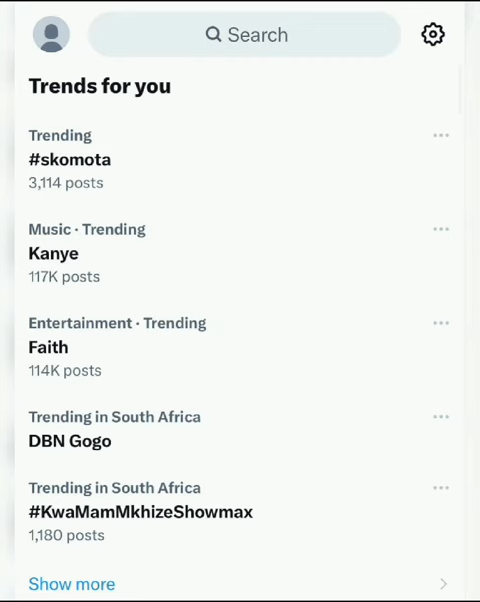 Search
Trends for you
Trending
#skomota
3,114 posts
Music · Trending
Kanye
117K posts
Entertainment · Trending
Faith
114K posts
Trending in South Africa
DBN Gogo
Trending in South Africa
#KwaMamMkhizeShowmax
1,180 posts
Show more